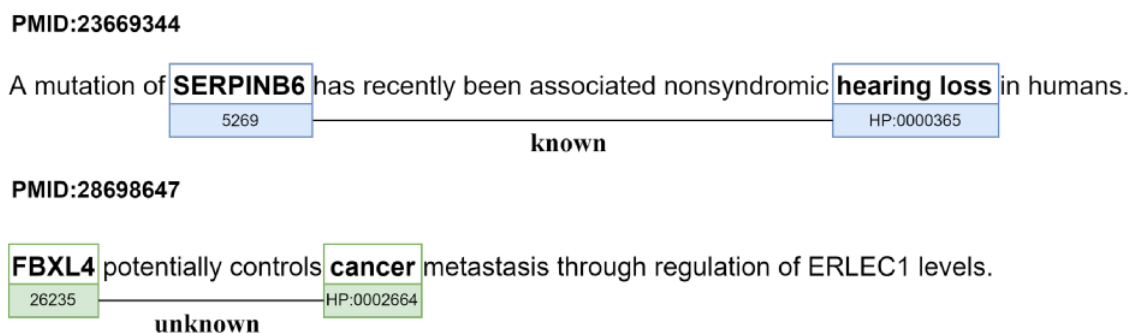 PMID:23669344
A mutation of SERPINB6 has recently been associated nonsyndromic hearing loss in humans.
5269 HP:0000365
known
PMID:28698647
FBXL4 potentially controls cancer metastasis through regulation of ERLEC1 levels.
26235 HP:0002664
unknown